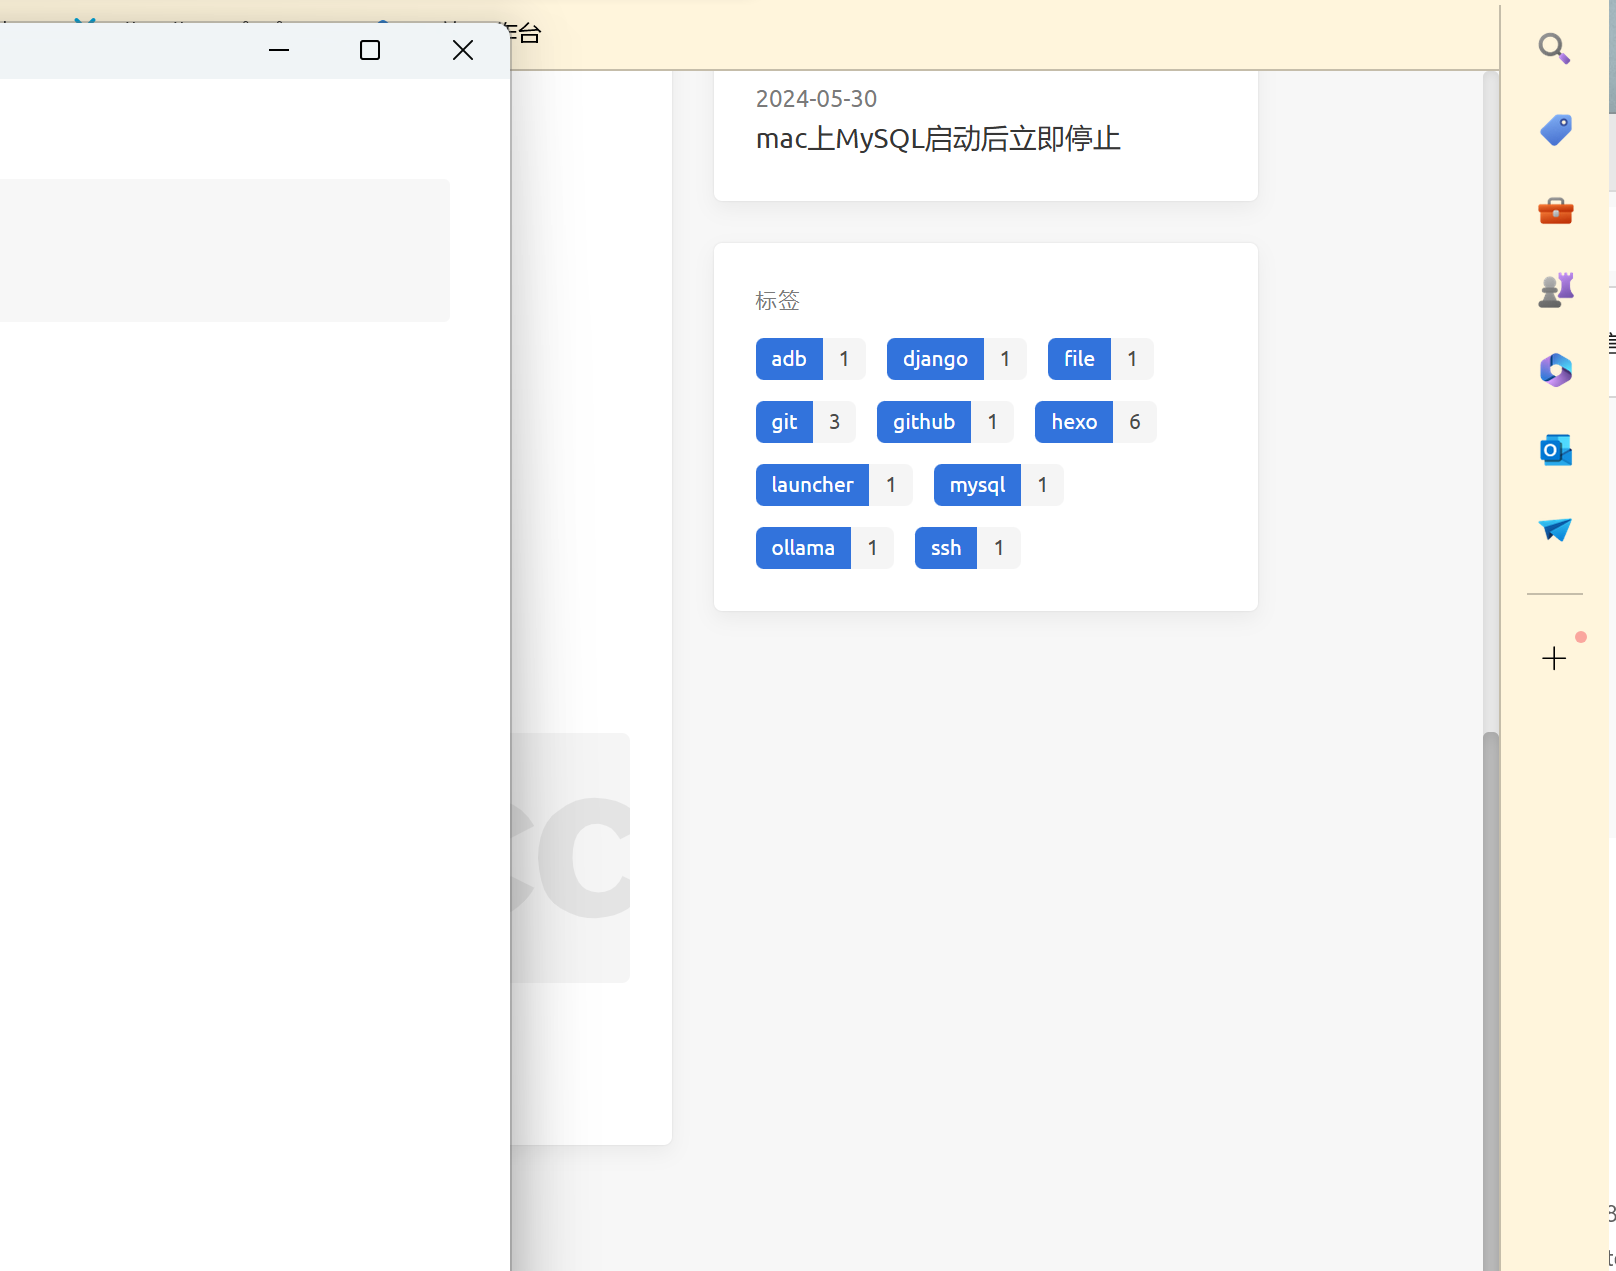 作台
2024-05-30
mac上MySQL启动后立即停止
标签
adb 1 django 1 file 1
git 3 github 1 hexo 6
launcher 1 mysql 1
ollama 1 ssh 1